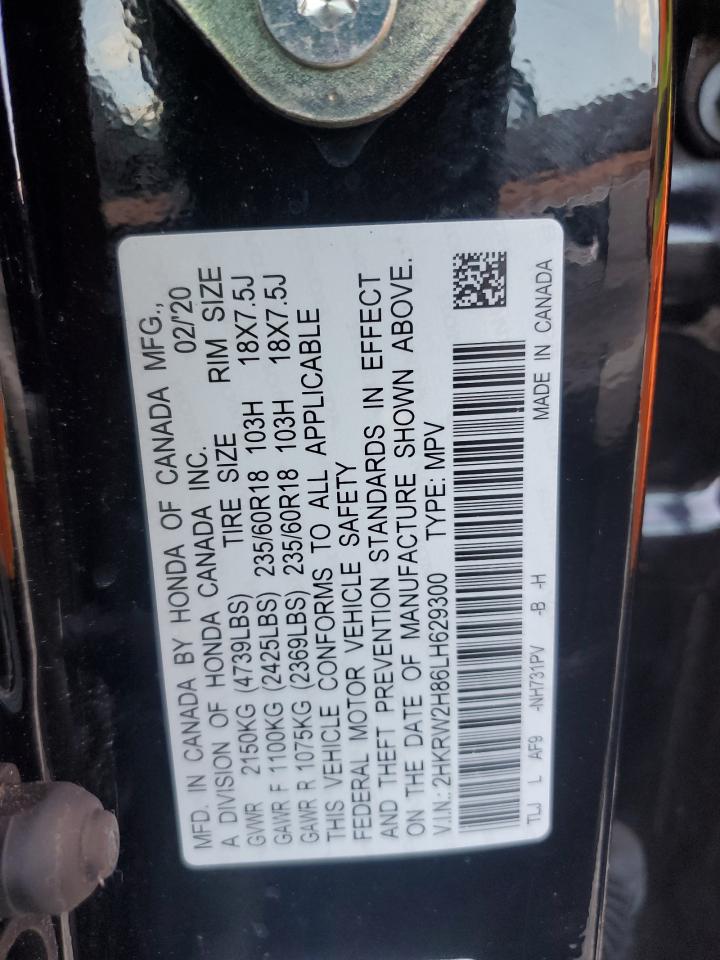 MFD. IN CANADA BY HONDA OF CANADA MFG.,
A DIVISION OF HONDA CANADA INC. 02/'20
GVWR 2150KG (4739LBS) TIRE SIZE RIM SIZE
GAWR F 1100KG (2425LBS) 235/60R18 103H 18X7.5J
GAWR R 1075KG (2369LBS) 235/60R18 103H 18X7.5J
THIS VEHICLE CONFORMS TO ALL APPLICABLE
FEDERAL MOTOR VEHICLE SAFETY
AND THEFT PREVENTION STANDARDS IN EFFECT
ON THE DATE OF MANUFACTURE SHOWN ABOVE.
V.I.N.: 2HKRW2H86LH629300 TYPE: MPV
TLJ L AF9 -NH731PV -B -H MADE IN CANADA